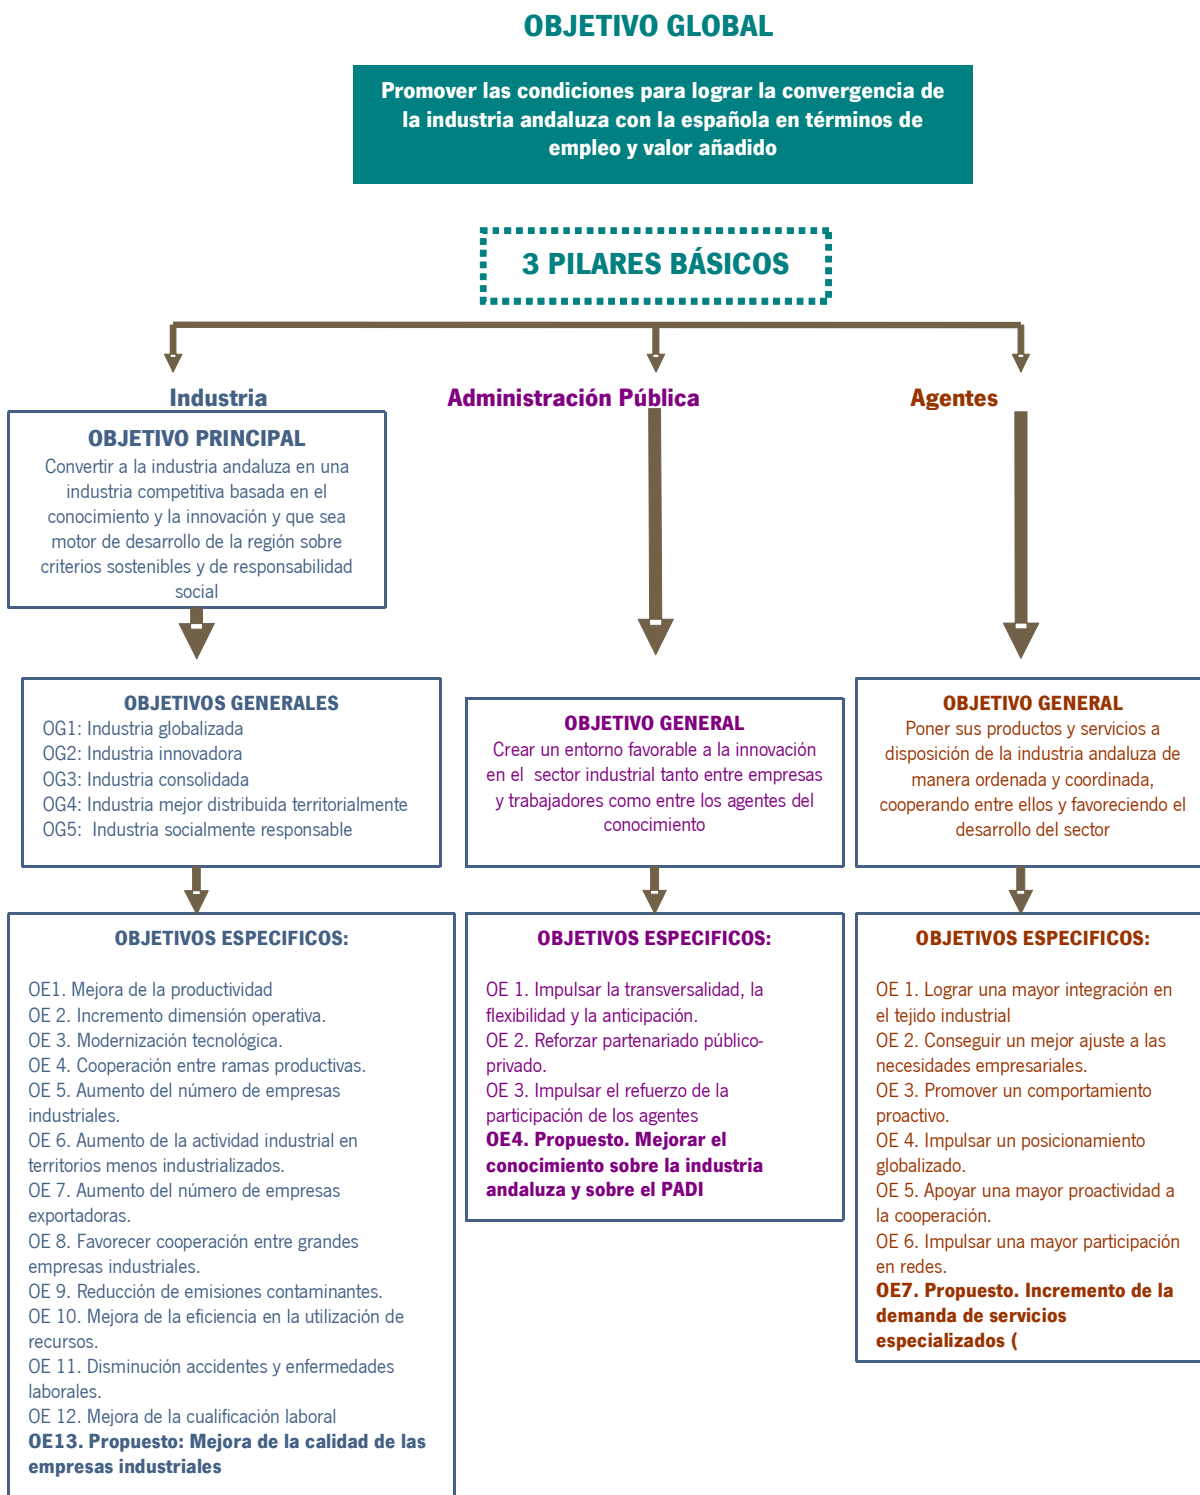 OBJETIVO GLOBAL
Promover las condiciones para lograr la convergencia de
la industria andaluza con la española en términos de
empleo y valor añadido
3 PILARES BÁSICOS
Industria
Administración Pública
Agentes
OBJETIVO PRINCIPAL
Convertir a la industria andaluza en una
industria competitiva basada en el
conocimiento y la innovación y que sea
motor de desarrollo de la región sobre
criterios sostenibles y de responsabilidad
social
OBJETIVOS GENERALES
OG1: Industria globalizada
OG2: Industria innovadora
OG3: Industria consolidada
OG4: Industria mejor distribuida territorialmente
OG5:  Industria socialmente responsable
OBJETIVO GENERAL
Crear un entorno favorable a la innovación
en el  sector industrial tanto entre empresas
y trabajadores como entre los agentes del
conocimiento
OBJETIVO GENERAL
Poner sus productos y servicios a
disposición de la industria andaluza de
manera ordenada y coordinada,
cooperando entre ellos y favoreciendo el
desarrollo del sector
OBJETIVOS ESPECIFICOS:
OE1. Mejora de la productividad
OE 2. Incremento dimensión operativa.
OE 3. Modernización tecnológica.
OE 4. Cooperación entre ramas productivas.
OE 5. Aumento del número de empresas
industriales.
OE 6. Aumento de la actividad industrial en
territorios menos industrializados.
OE 7. Aumento del número de empresas
exportadoras.
OE 8. Favorecer cooperación entre grandes
empresas industriales.
OE 9. Reducción de emisiones contaminantes.
OE 10. Mejora de la eficiencia en la utilización de
recursos.
OE 11. Disminución accidentes y enfermedades
laborales.
OE 12. Mejora de la cualificación laboral
OE13. Propuesto: Mejora de la calidad de las
empresas industriales
OBJETIVOS ESPECIFICOS:
OE 1. Impulsar la transversalidad, la
flexibilidad y la anticipación.
OE 2. Reforzar partenariado público-
privado.
OE 3. Impulsar el refuerzo de la
participación de los agentes
OE4. Propuesto. Mejorar el
conocimiento sobre la industria
andaluza y sobre el PADI
OBJETIVOS ESPECIFICOS:
OE 1. Lograr una mayor integración en
el tejido industrial
OE 2. Conseguir un mejor ajuste a las
necesidades empresariales.
OE 3. Promover un comportamiento
proactivo.
OE 4. Impulsar un posicionamiento
globalizado.
OE 5. Apoyar una mayor proactividad a
la cooperación.
OE 6. Impulsar una mayor participación
en redes.
OE7. Propuesto. Incremento de la
demanda de servicios
especializados (